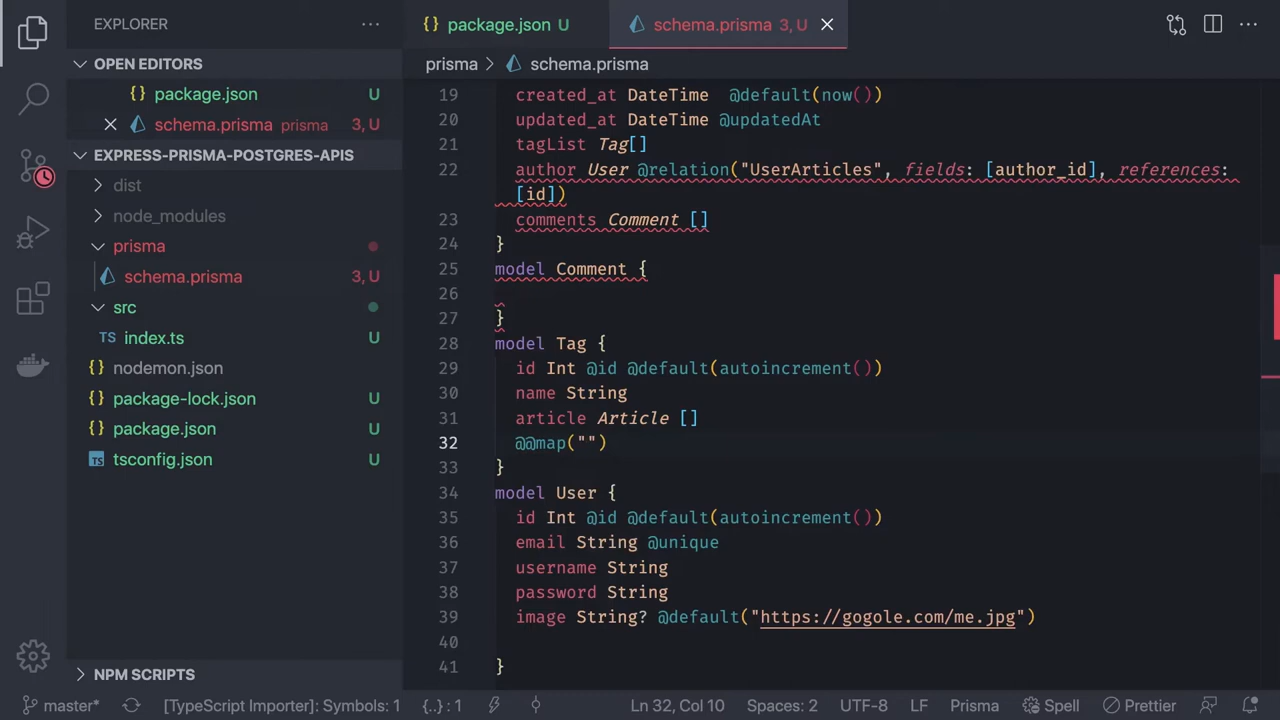 EXPLORER
OPEN EDITORS
package.json U
schema.prisma prisma 3, U
EXPRESS-PRISMA-POSTGRES-APIS
dist
node_modules
prisma
schema.prisma 3, U
src
TS index.ts U
{} nodemon.json
{} package-lock.json U
{} package.json U
TS tsconfig.json U
NPM SCRIPTS
{} package.json U
schema.prisma 3, U
prisma > schema.prisma
19 created_at DateTime @default(now())
20 updated_at DateTime @updatedAt
21 tagList Tag[]
22 author User @relation("UserArticles", fields: [author_id], references:
[id])
23 comments Comment []
24 }
25 model Comment {
26
27 }
28 model Tag {
29 id Int @id @default(autoincrement())
30 name String
31 article Article []
32 @@map("")
33 }
34 model User {
35 id Int @id @default(autoincrement())
36 email String @unique
37 username String
38 password String
39 image String? @default("https://gogole.com/me.jpg")
40
41 }
master* [TypeScript Importer]: Symbols: 1 {..} : 1 Ln 32, Col 10 Spaces: 2 UTF-8 LF Prisma Spell Prettier